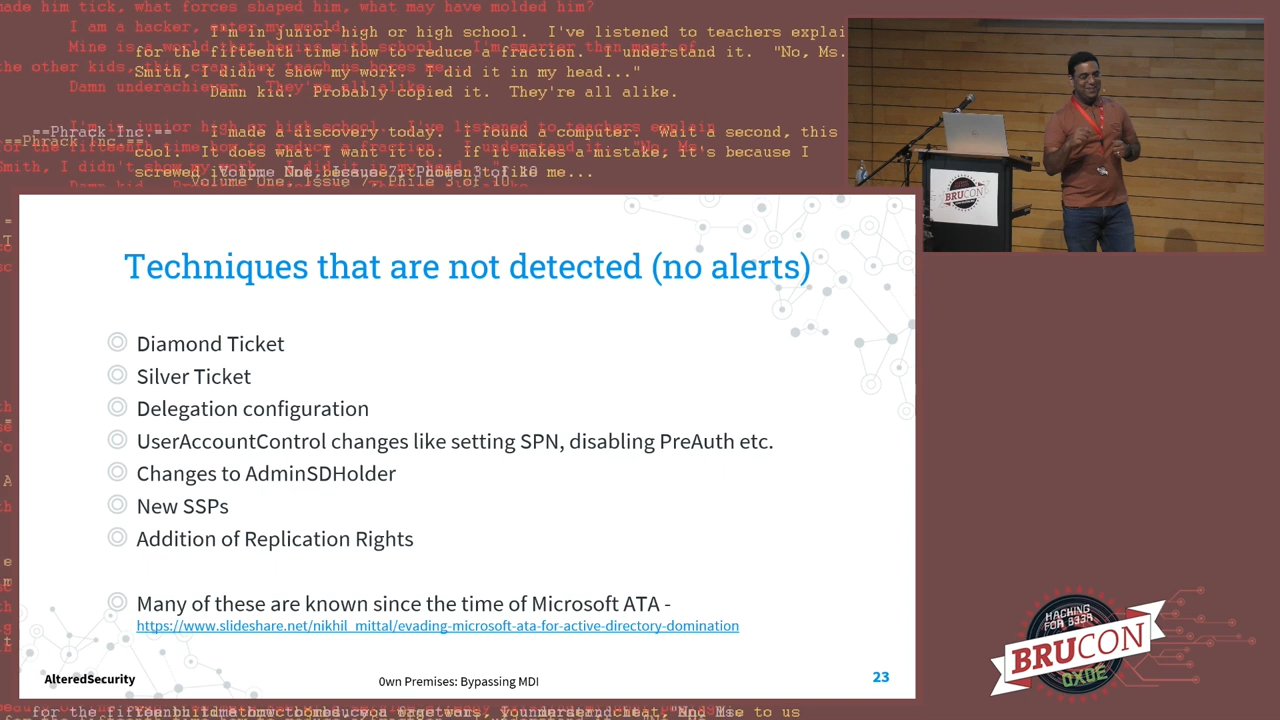 made him tick, what forces shaped him, what may have molded him?
I am a hacker, enter my world
I'm in junior high or high school. I've listened to teachers explai
Mine is a world that begins with school I'm smarter than most of
for the fifteenth time how to reduce a fraction. I understand it. "No, Ms.
the other kids, this crap they teach us bores me
Smith, I didn't show my work. I did it in my head..."
Damn underachiever. They're all alike.
Damn kid. Probably copied it. They're all alike.
==Phrack Inc.==
I made a discovery today. I found a computer. Wait a second, this
==Phrack Inc.==
cool. It does what I want it to. If it makes a mistake, it's because I
screwed
like me...
Volume One, Issue 7, Phile 3 of 10
BRUCON
Techniques that are not detected (no alerts)
Diamond Ticket
Silver Ticket
Delegation configuration
UserAccountControl changes like setting SPN, disabling PreAuth etc.
Changes to AdminSDHolder
New SSPs
Addition of Replication Rights
Many of these are known since the time of Microsoft ATA -
https://www.slideshare.net/nikhil_mittal/evading-microsoft-ata-for-active-directory-domination
AlteredSecurity
0wn Premises: Bypassing MDI
23
HACKING
FOR B33R
BRUCON
0X0E